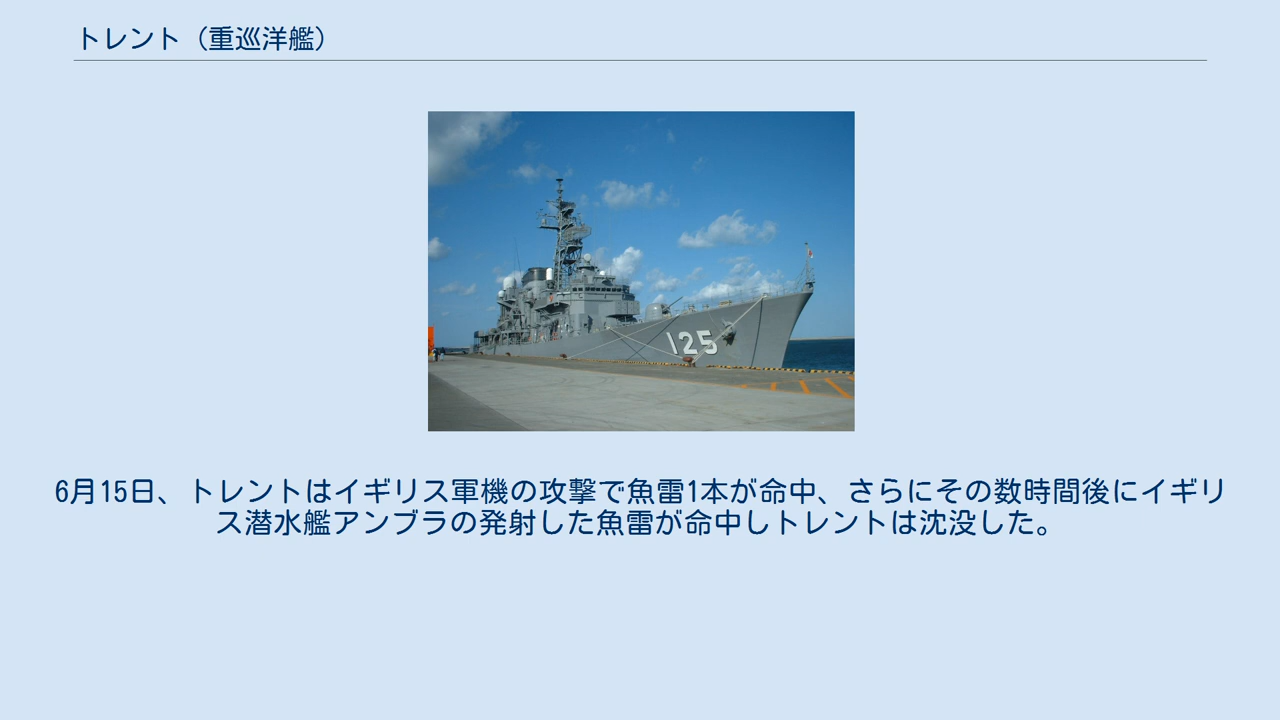 トレント（重巡洋艦）
125
6月15日、トレントはイギリス軍機の攻撃で魚雷1本が命中、さらにその数時間後にイギリ
ス潜水艦アンブラの発射した魚雷が命中しトレントは沈没した。